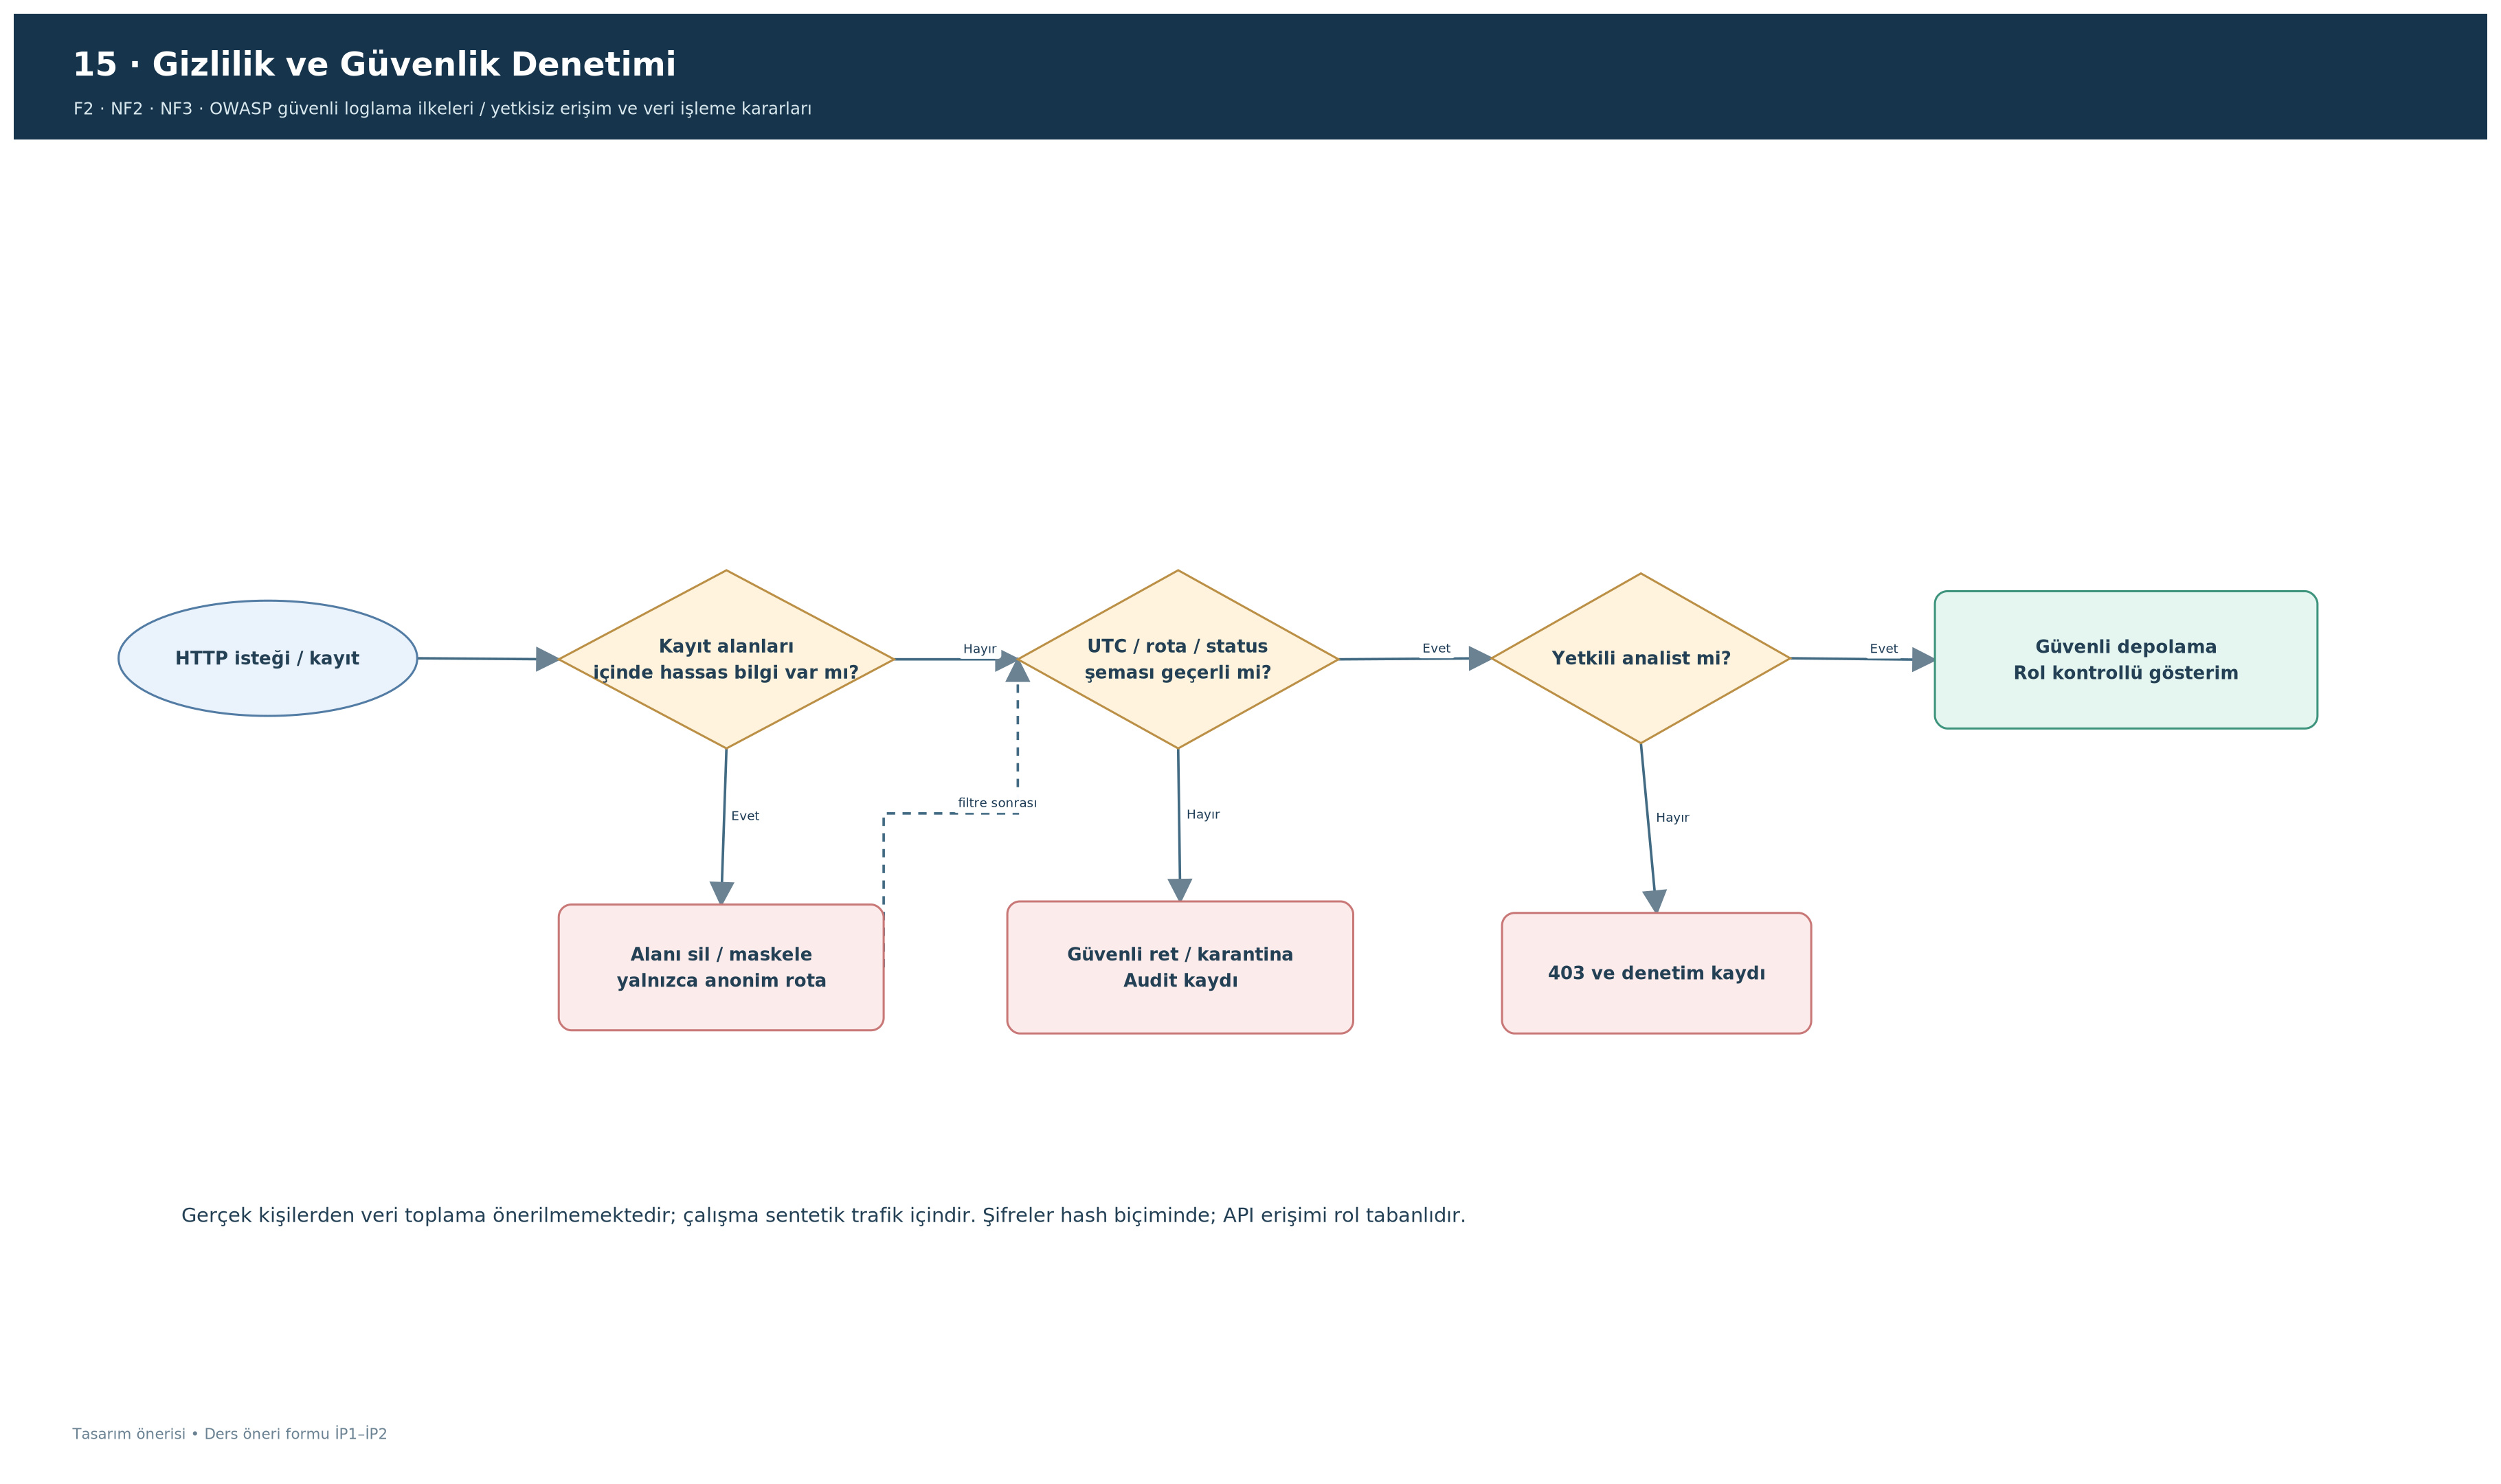 15 · Gizlilik ve Güvenlik Denetimi
F2 · NF2 · NF3 · OWASP güvenli loglama ilkeleri / yetkisiz erişim ve veri işleme kararları
HTTP isteği / kayıt
Kayıt alanları
içinde hassas bilgi var mı?
Hayır
UTC / rota / status
şeması geçerli mi?
Evet
Yetkili analist mi?
Evet
Güvenli depolama
Rol kontrollü gösterim
filtre sonrası
Evet
Hayır
Hayır
Alanı sil / maskele
yalnızca anonim rota
Güvenli ret / karantina
Audit kaydı
403 ve denetim kaydı
Gerçek kişilerden veri toplama önerilmemektedir; çalışma sentetik trafik içindir. Şifreler hash biçiminde; API erişimi rol tabanlıdır.
Tasarım önerisi • Ders öneri formu İP1–İP2